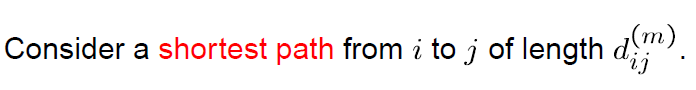 Consider a shortest path from i to j of length d_{ij}^{(m)}.